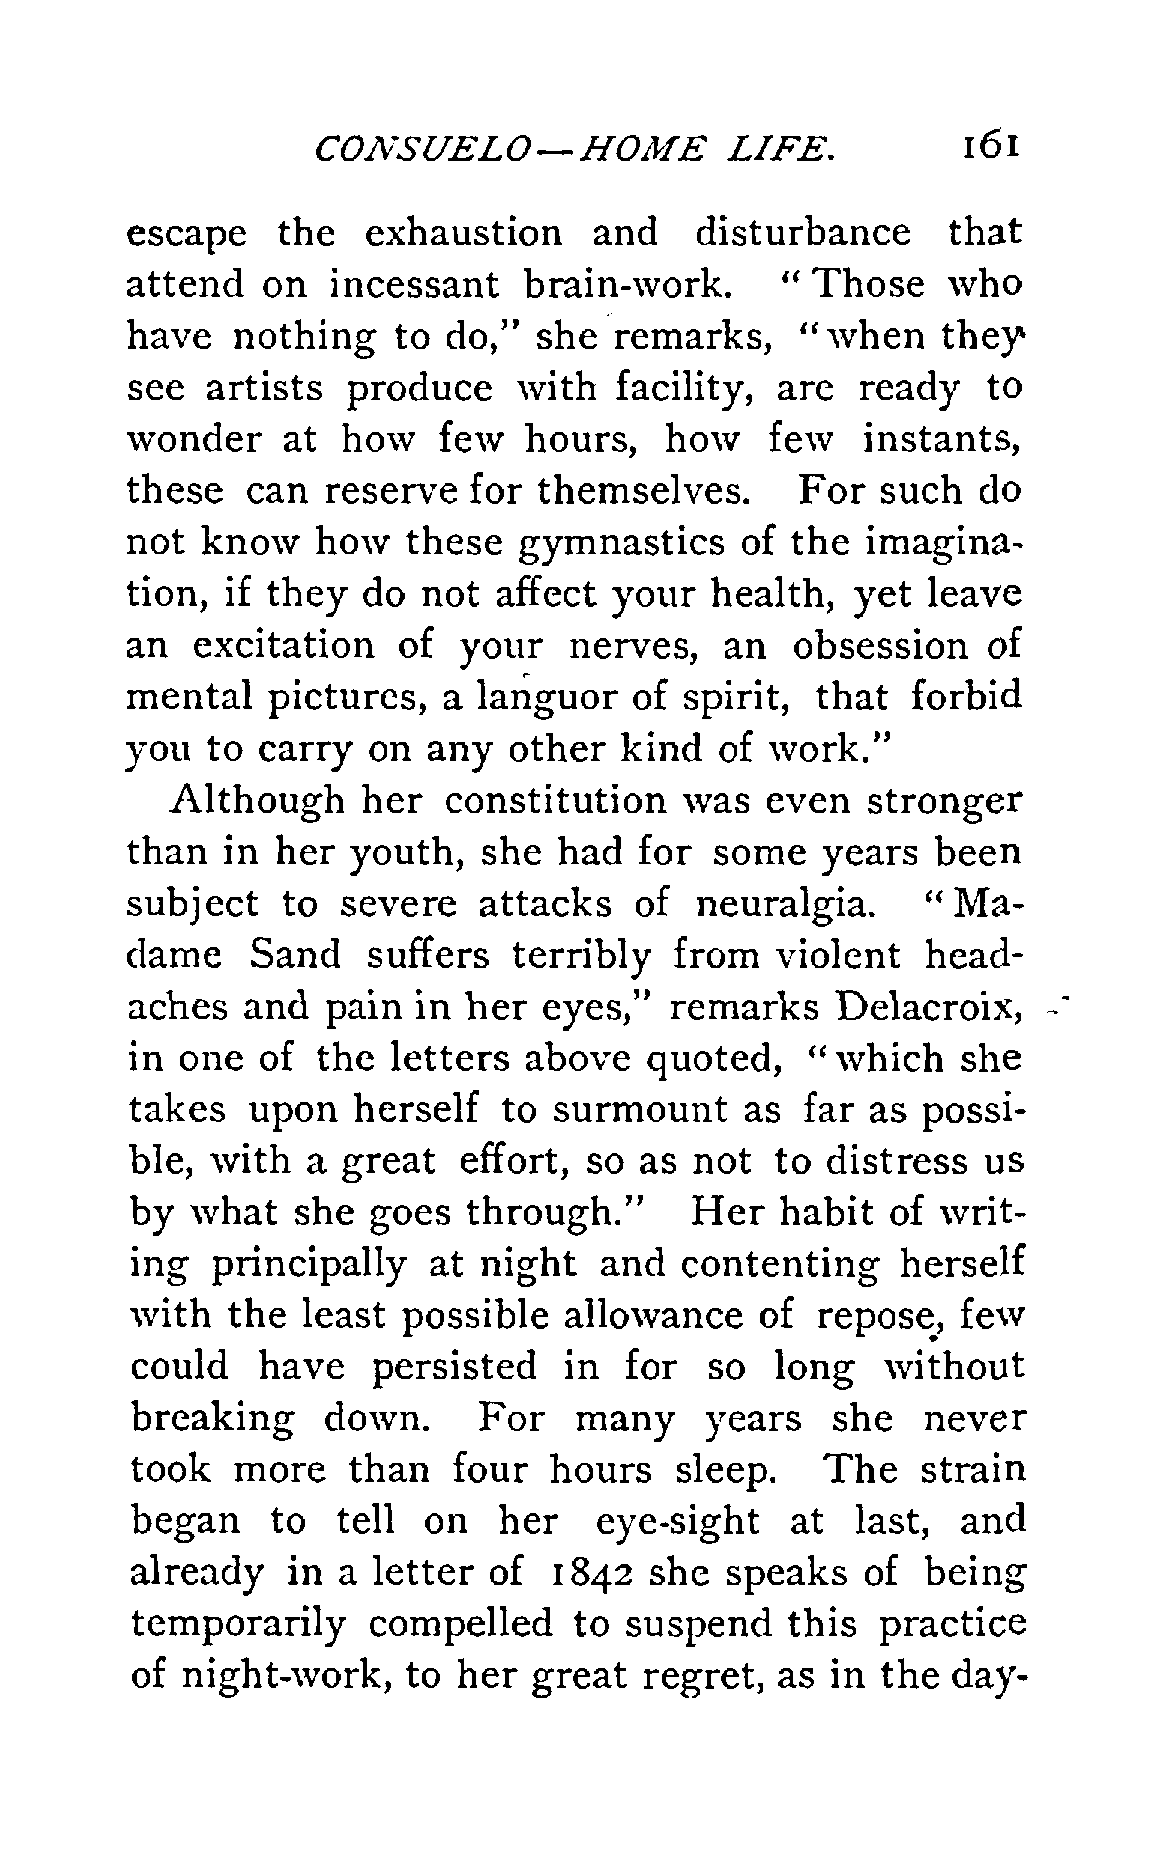 CONSUELO—HOME LIFE. 161
escape the exhaustion and disturbance that
attend on incessant brain-work. "Those who
have nothing to do," she remarks, "when they
see artists produce with facility, are ready to
wonder at how few hours, how few instants,
these can reserve for themselves. For such do
not know how these gymnastics of the imagina-
tion, if they do not affect your health, yet leave
an excitation of your nerves, an obsession of
mental pictures, a languor of spirit, that forbid
you to carry on any other kind of work."
Although her constitution was even stronger
than in her youth, she had for some years been
subject to severe attacks of neuralgia. "Ma-
dame Sand suffers terribly from violent head-
aches and pain in her eyes," remarks Delacroix,
in one of the letters above quoted, "which she
takes upon herself to surmount as far as possi-
ble, with a great effort, so as not to distress us
by what she goes through." Her habit of writ-
ing principally at night and contenting herself
with the least possible allowance of repose, few
could have persisted in for so long without
breaking down. For many years she never
took more than four hours sleep. The strain
began to tell on her eye-sight at last, and
already in a letter of 1842 she speaks of being
temporarily compelled to suspend this practice
of night-work, to her great regret, as in the day-